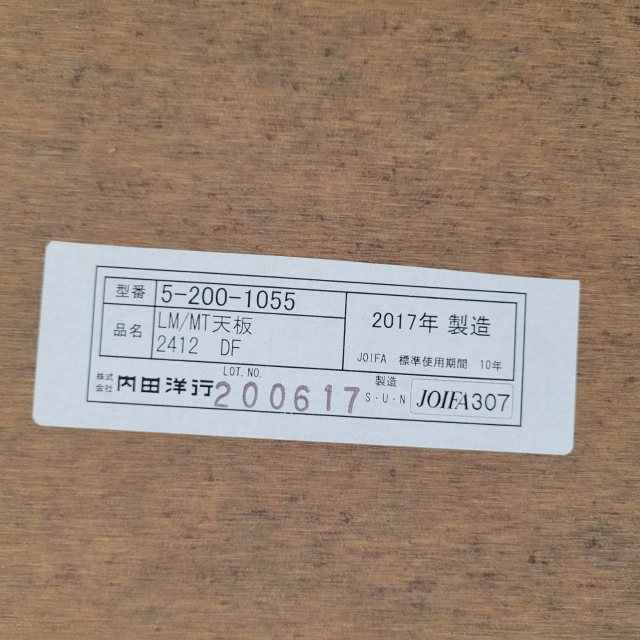 型番 5-200-1055
品名 LM/MT天板
2412 DF
2017年 製造
JOIFA 標準使用期間 10年
株式会社 内田洋行
LOT. NO.
200617
製造
S・U・N
JOIFA307